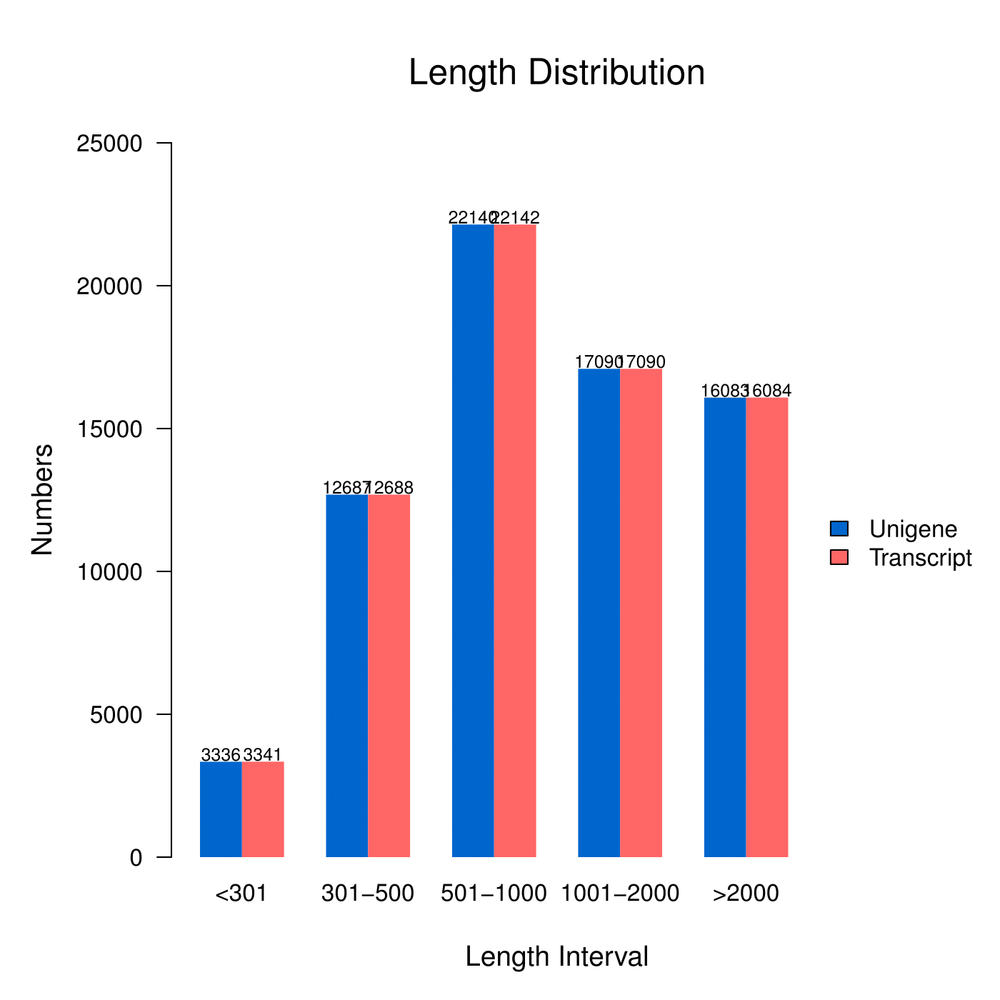 Length Distribution
25000
20000
15000
10000
5000
0
Numbers
3336 3341
12687 12688
22140 22142
17090 17090
16083 16084
<301 301–500 501–1000 1001–2000 >2000
Length Interval
Unigene
Transcript